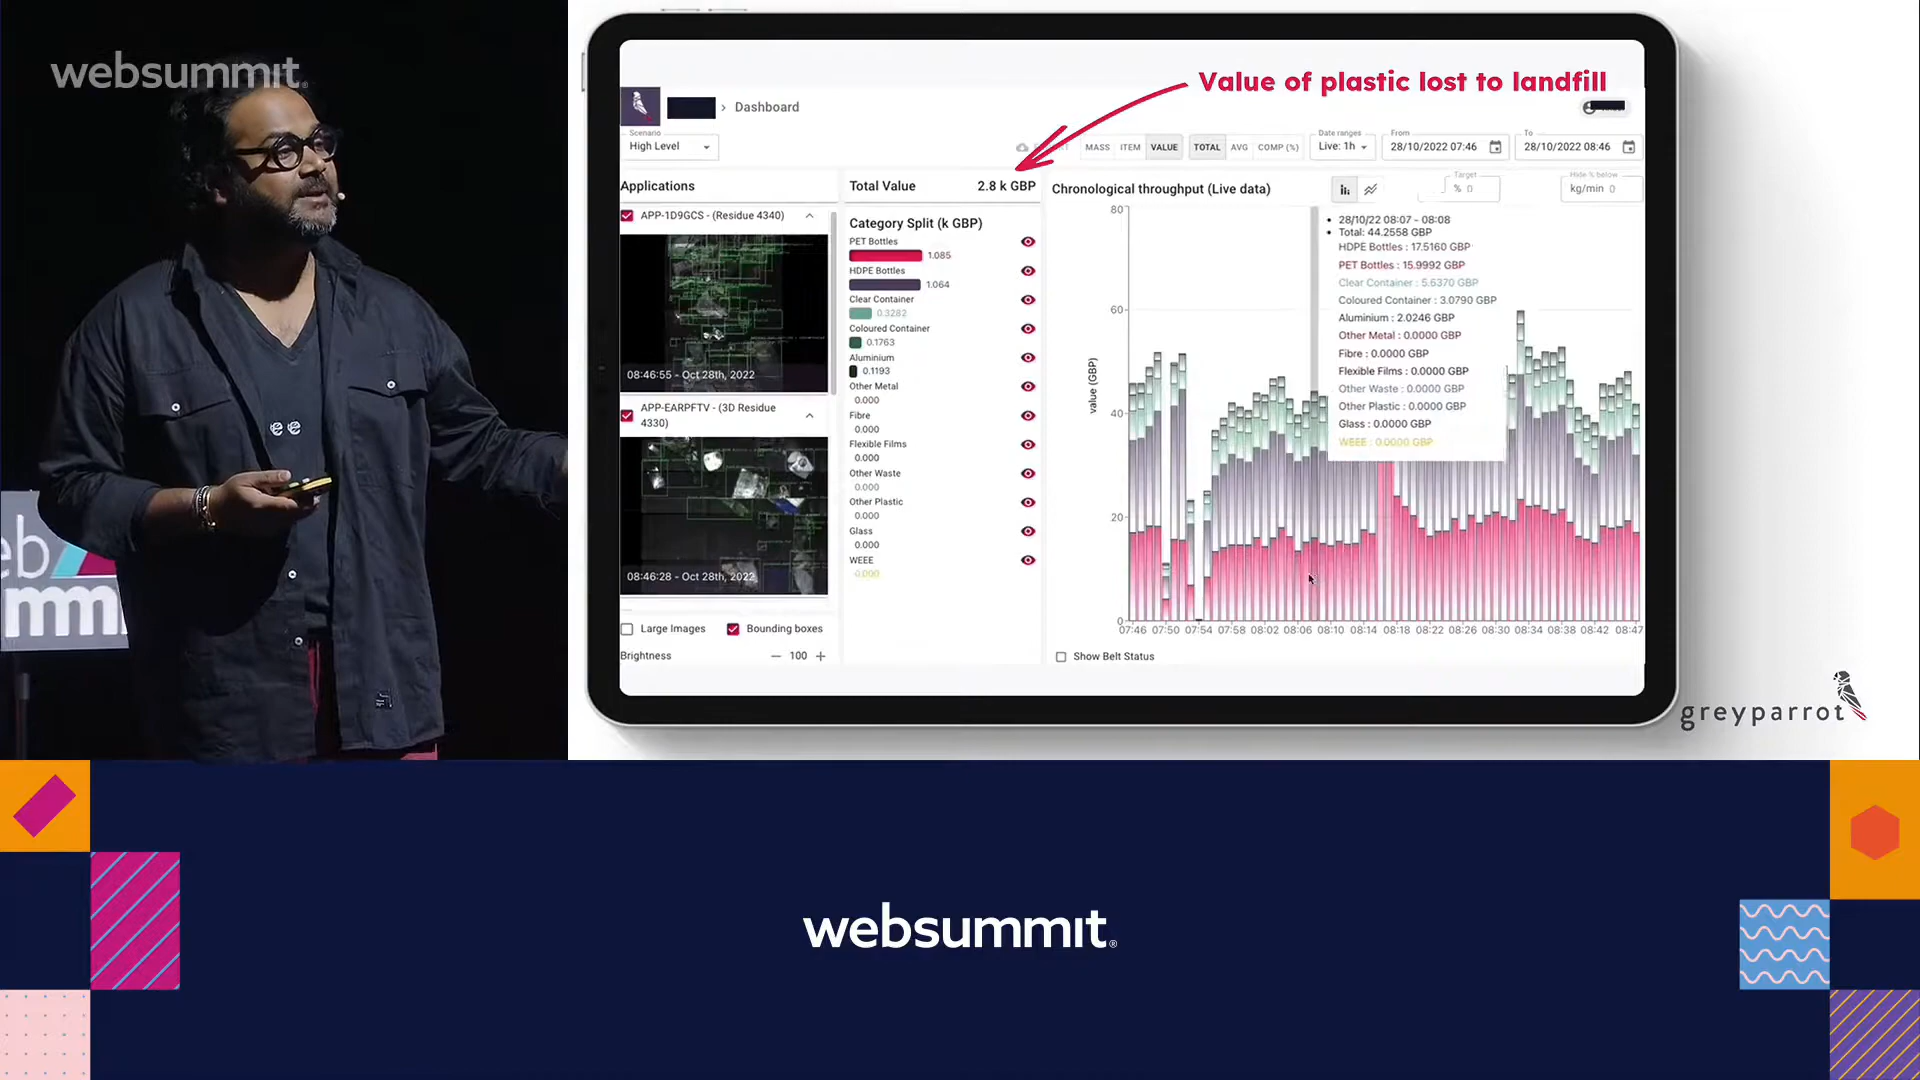 websummit
eb
mmi
Value of plastic lost to landfill
Dashboard
Scenario
High Level
MASS
ITEM
VALUE
TOTAL
AVG
COMP (%)
Date ranges
Live: 1h
From
28/10/2022 07:46
To
28/10/2022 08:46
Applications
APP-1D9GCS - (Residue 4340)
08:46:55 - Oct 28th, 2022
APP-EARPFTV - (3D Residue
4330)
08:46:28 - Oct 28th, 2022
Large Images
Bounding boxes
Brightness
— 100 +
Total Value 2.8 k GBP
Category Split (k GBP)
PET Bottles
1.085
HDPE Bottles
1.064
Clear Container
0.3282
Coloured Container
0.1763
Aluminium
0.1193
Other Metal
0.000
Fibre
0.000
Flexible Films
0.000
Other Waste
0.000
Other Plastic
0.000
Glass
0.000
WEEE
0.000
Chronological throughput (Live data)
Target
% 0
Hide % below
kg/min 0
28/10/22 08:07 - 08:08
Total: 44.2558 GBP
HDPE Bottles : 17.5160 GBP
PET Bottles : 15.9992 GBP
Clear Container : 5.6370 GBP
Coloured Container : 3.0790 GBP
Aluminium : 2.0246 GBP
Other Metal : 0.0000 GBP
Fibre : 0.0000 GBP
Flexible Films : 0.0000 GBP
Other Waste : 0.0000 GBP
Other Plastic : 0.0000 GBP
Glass : 0.0000 GBP
WEEE : 0.0000 GBP
value (GBP)
80
60
40
20
0
07:46 07:50 07:54 07:58 08:02 08:06 08:10 08:14 08:18 08:22 08:26 08:30 08:34 08:38 08:42 08:47
Show Belt Status
greyparrot
websummit®